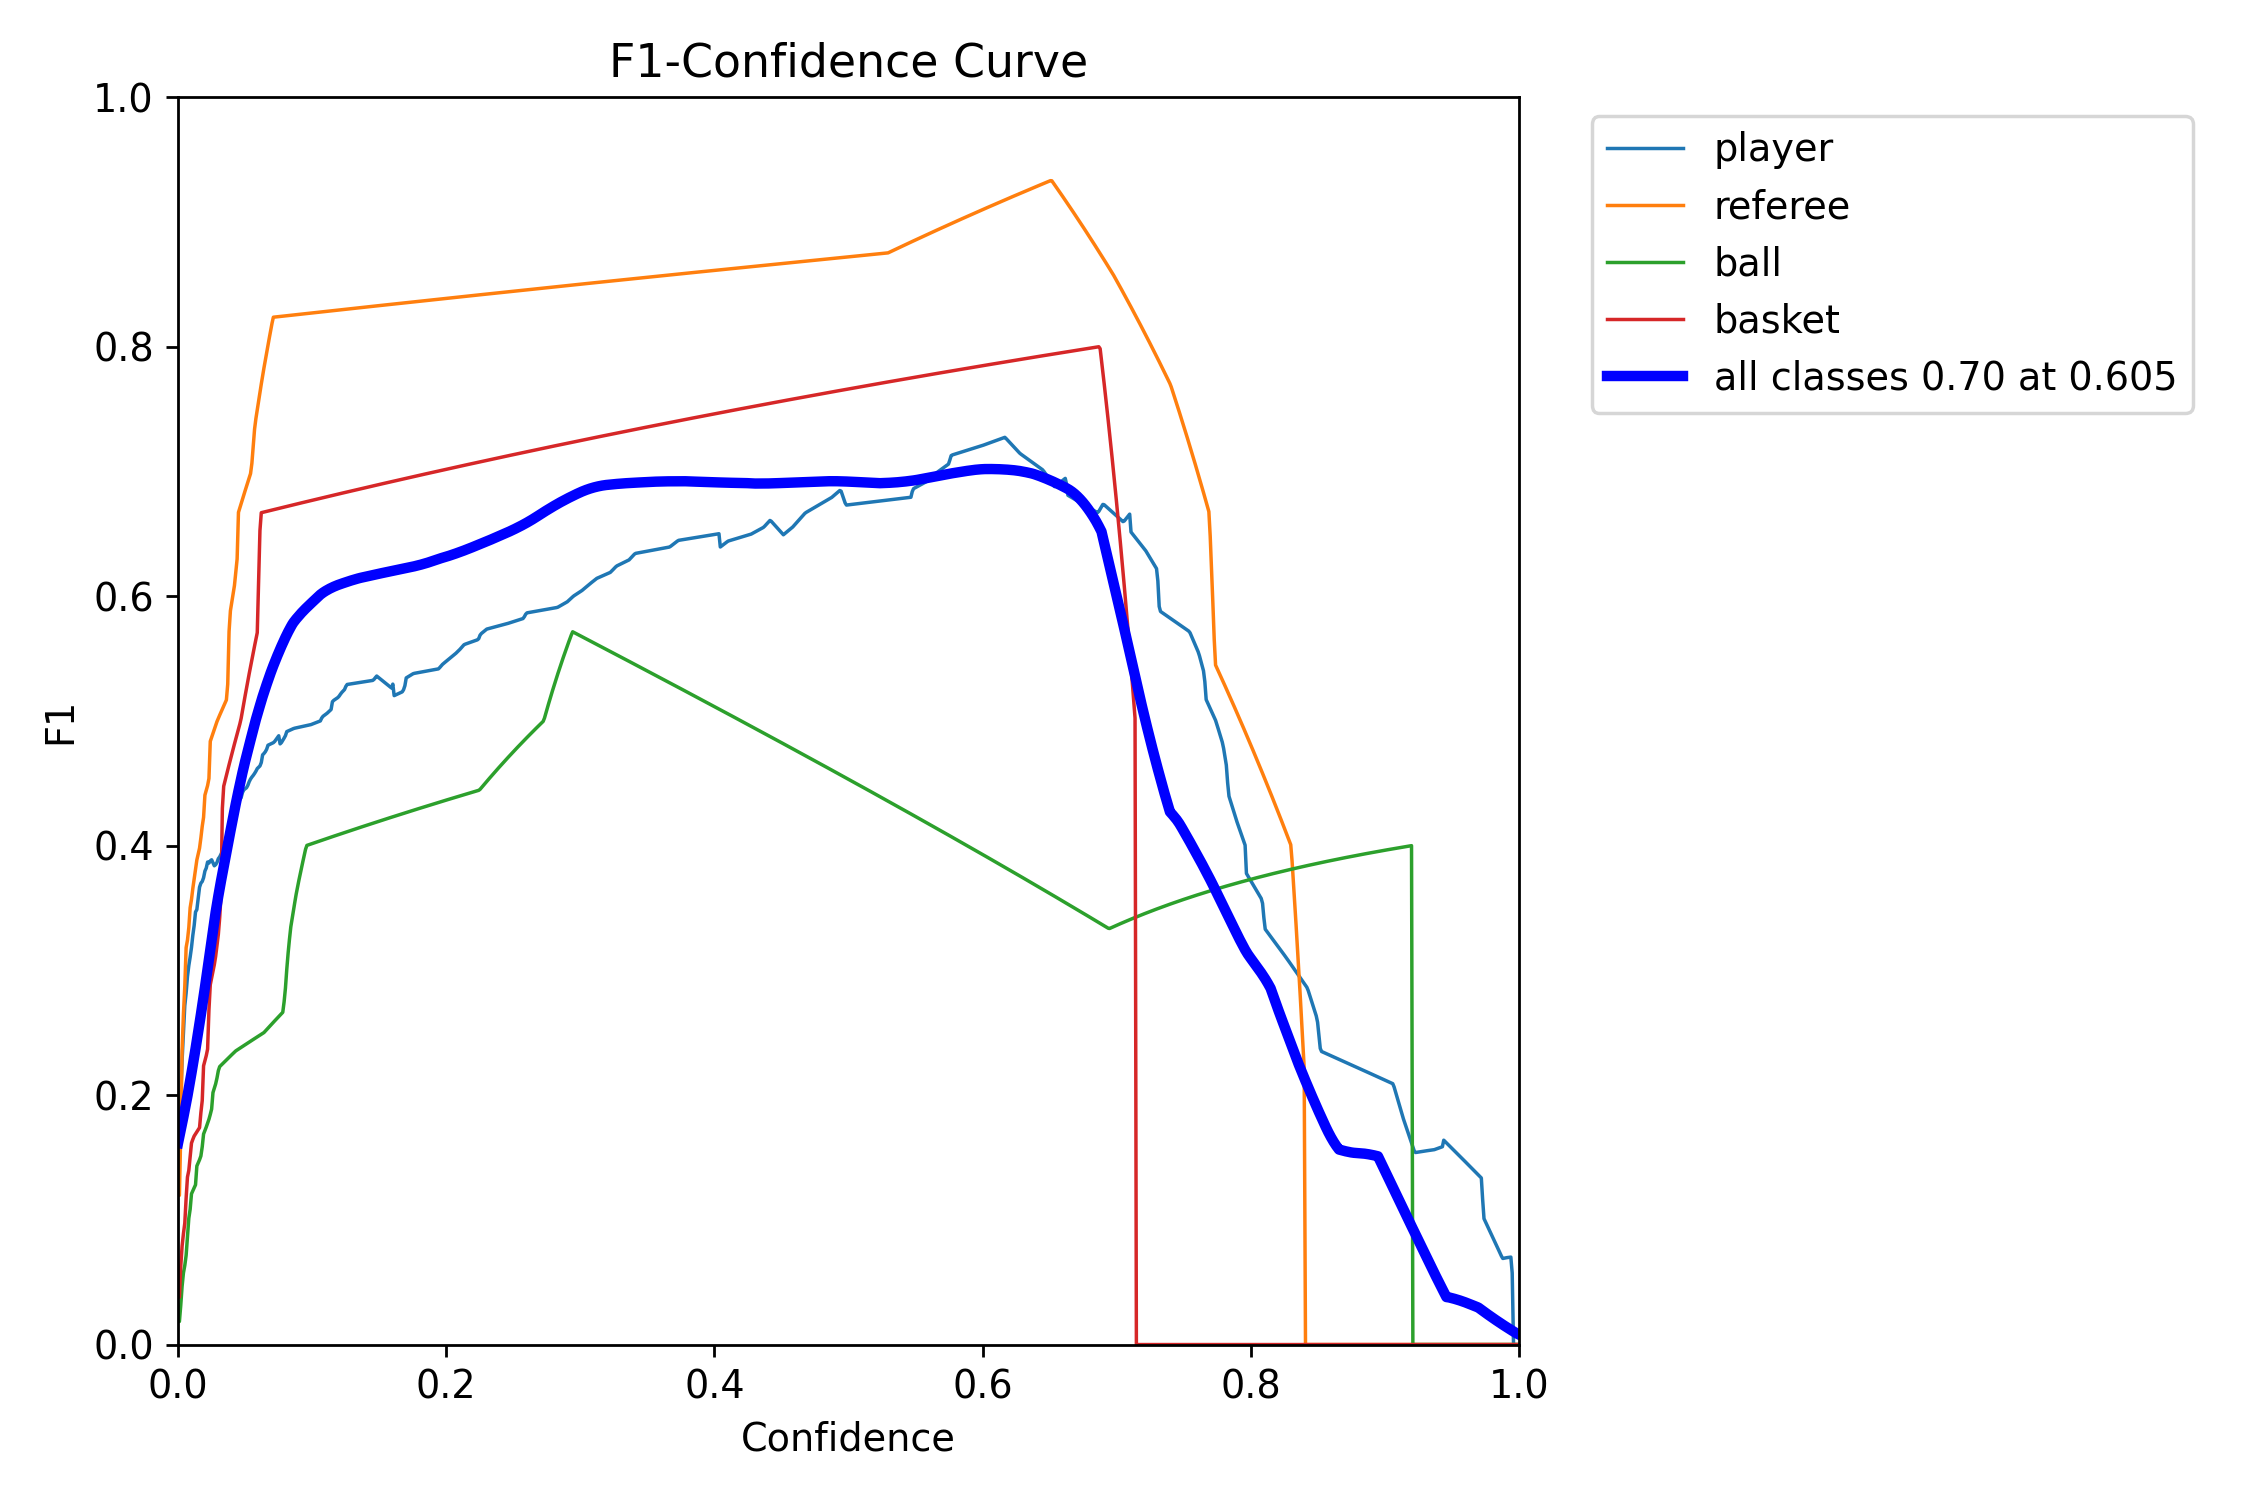 F1-Confidence Curve
1.0
0.8
0.6
0.4
0.2
0.0
F1
0.0 0.2 0.4 0.6 0.8 1.0
Confidence
player
referee
ball
basket
all classes 0.70 at 0.605